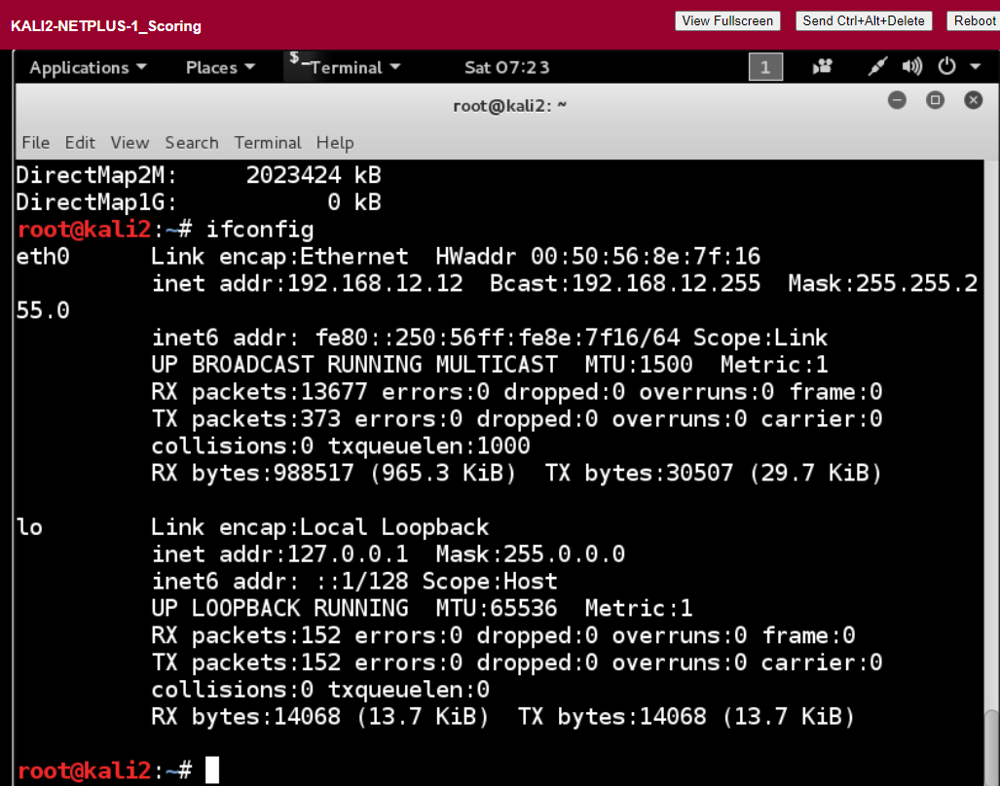 KALI2-NETPLUS-1_Scoring View Fullscreen Send Ctrl+Alt+Delete Reboot
Applications Places Terminal Sat 07:23 1
root@kali2: ~
File Edit View Search Terminal Help
DirectMap2M:     2023424 kB
DirectMap1G:           0 kB
root@kali2:~# ifconfig
eth0      Link encap:Ethernet  HWaddr 00:50:56:8e:7f:16
          inet addr:192.168.12.12  Bcast:192.168.12.255  Mask:255.255.2
55.0
          inet6 addr: fe80::250:56ff:fe8e:7f16/64 Scope:Link
          UP BROADCAST RUNNING MULTICAST  MTU:1500  Metric:1
          RX packets:13677 errors:0 dropped:0 overruns:0 frame:0
          TX packets:373 errors:0 dropped:0 overruns:0 carrier:0
          collisions:0 txqueuelen:1000
          RX bytes:988517 (965.3 KiB)  TX bytes:30507 (29.7 KiB)

lo        Link encap:Local Loopback
          inet addr:127.0.0.1  Mask:255.0.0.0
          inet6 addr: ::1/128 Scope:Host
          UP LOOPBACK RUNNING  MTU:65536  Metric:1
          RX packets:152 errors:0 dropped:0 overruns:0 frame:0
          TX packets:152 errors:0 dropped:0 overruns:0 carrier:0
          collisions:0 txqueuelen:0
          RX bytes:14068 (13.7 KiB)  TX bytes:14068 (13.7 KiB)

root@kali2:~#